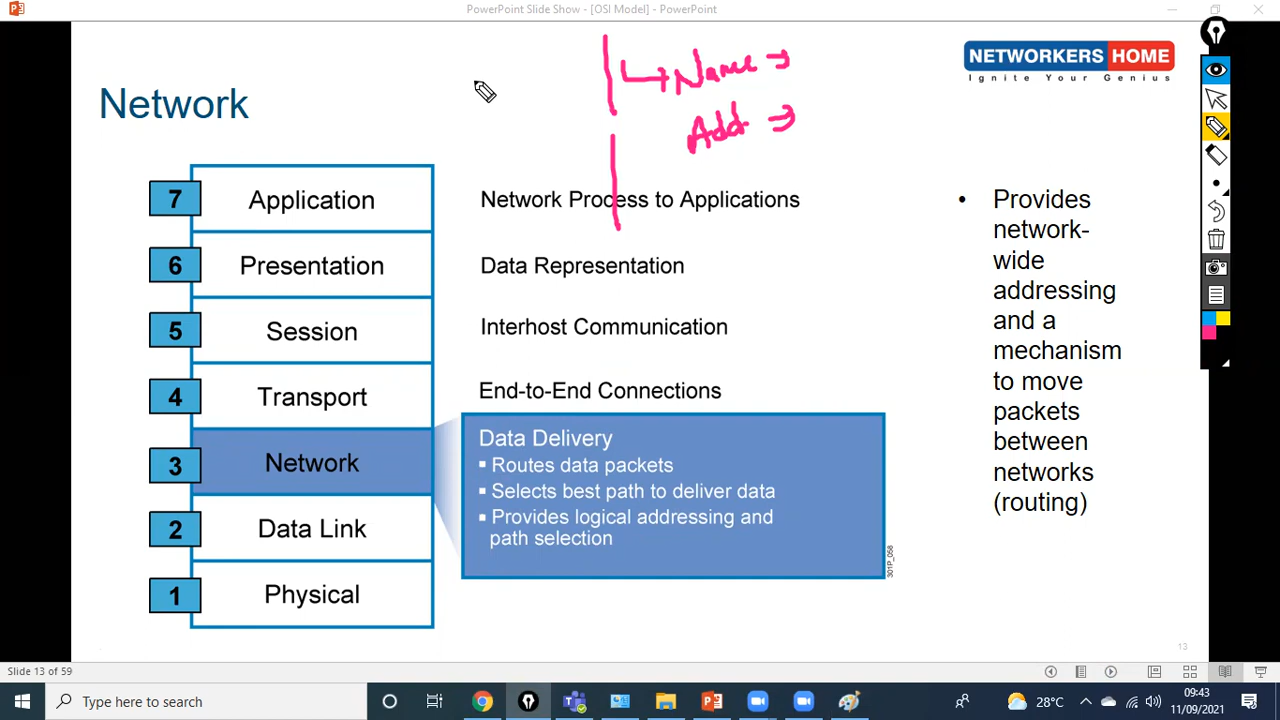 PowerPoint Slide Show - [OSI Model] - PowerPoint
Name →
Add →
NETWORKERS HOME
Ignite Your Genius
Network
7 Application Network Process to Applications
6 Presentation Data Representation
5 Session Interhost Communication
4 Transport End-to-End Connections
3 Network Data Delivery
▪ Routes data packets
▪ Selects best path to deliver data
▪ Provides logical addressing and
path selection
2 Data Link
1 Physical
301P_058
• Provides
network-
wide
addressing
and a
mechanism
to move
packets
between
networks
(routing)
13
Slide 13 of 59
Type here to search
28°C
09:43
11/09/2021